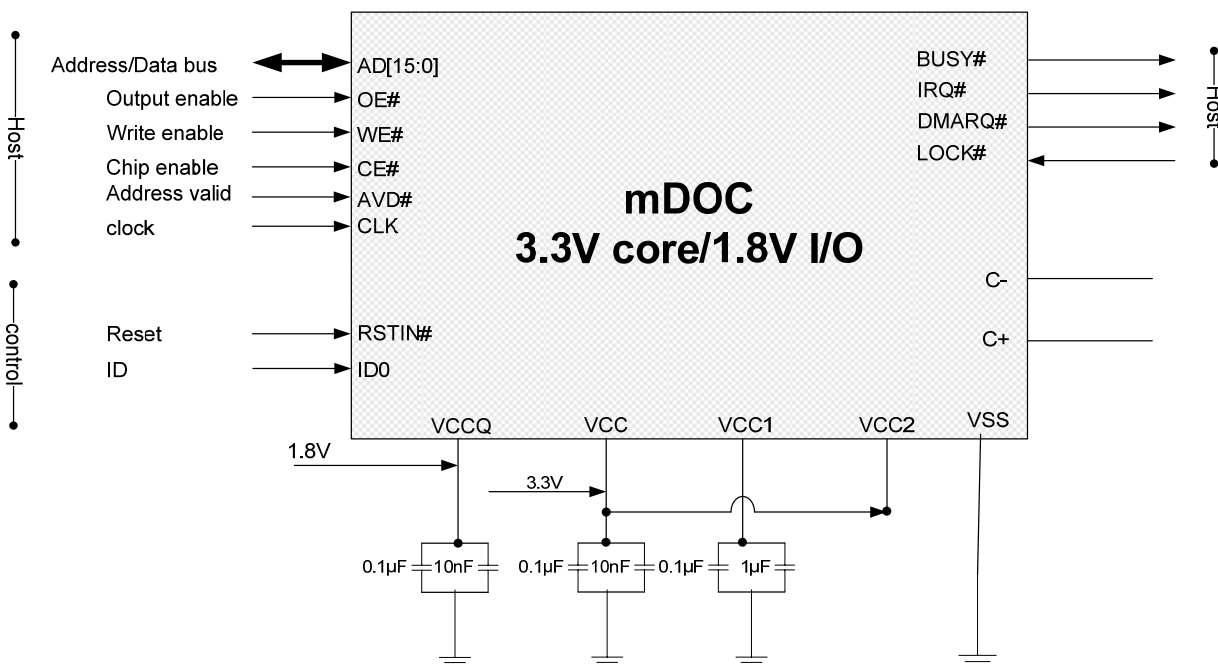 Host
Address/Data bus
Output enable
Write enable
Chip enable
Address valid
clock
control
Reset
ID
AD[15:0]
OE#
WE#
CE#
AVD#
CLK
RSTIN#
ID0
mDOC
3.3V core/1.8V I/O
BUSY#
IRQ#
DMARQ#
LOCK#
Host
C-
C+
VCCQ VCC VCC1 VCC2 VSS
1.8V
3.3V
0.1µF 10nF 0.1µF 10nF 0.1µF 1µF